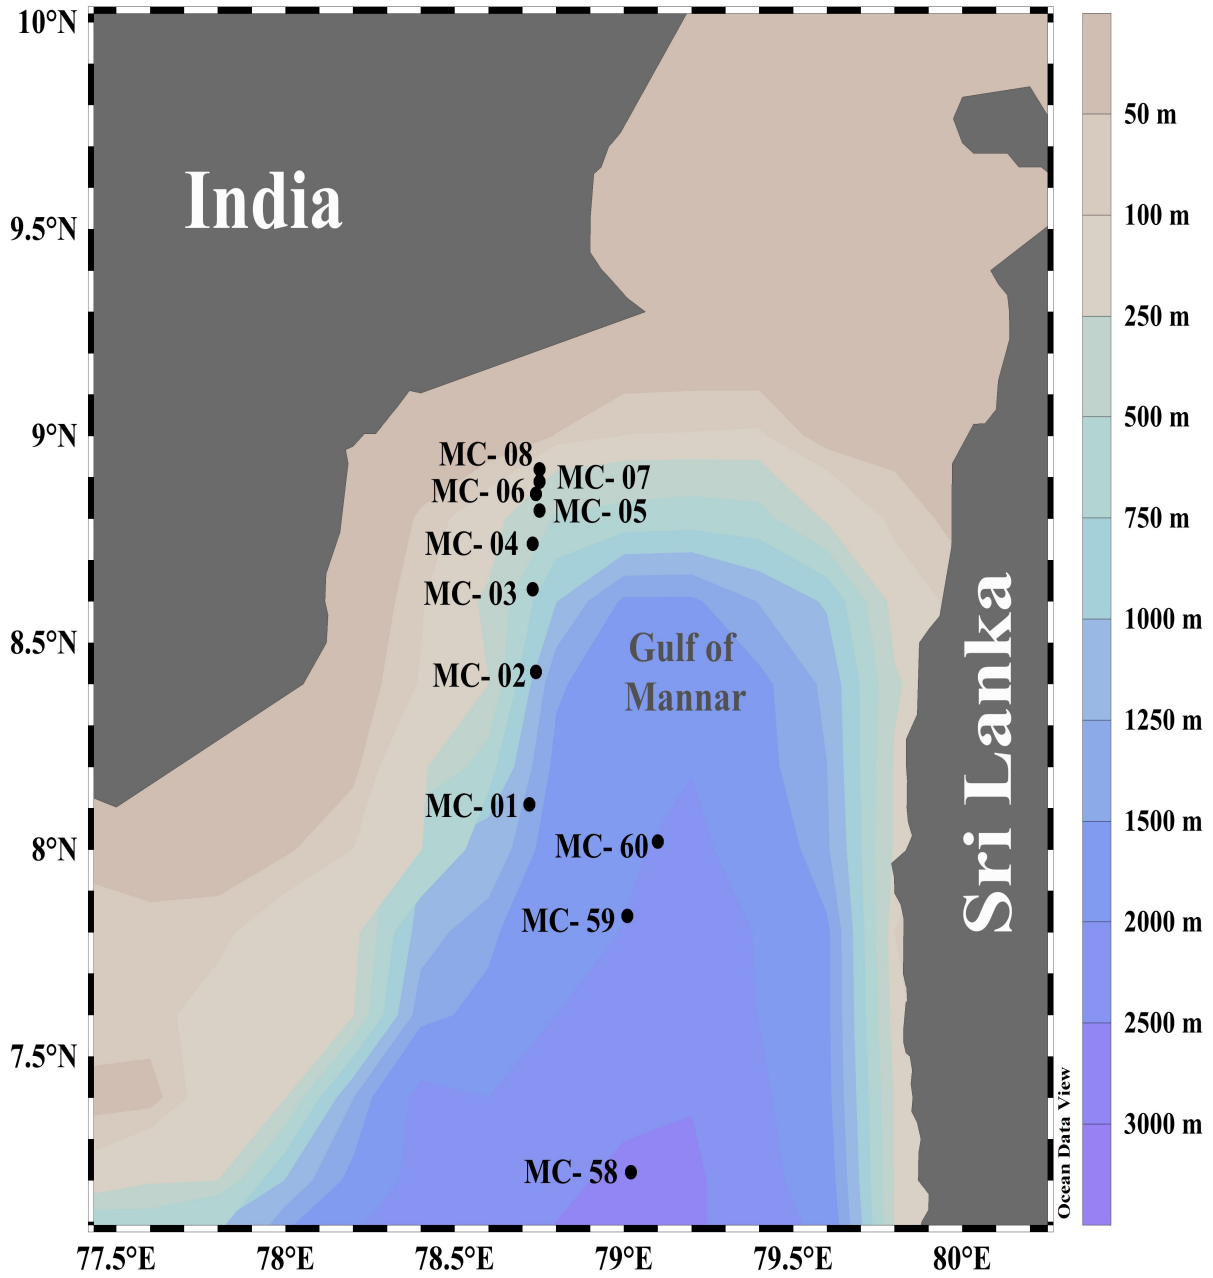 10°N
50 m
India
100 m
9.5°N
250 m
500 m
9°N
MC- 08
MC- 07
MC- 06
MC- 05
750 m
MC- 04
MC- 03
1000 m
8.5°N
Gulf of
Mannar
MC- 02
Sri Lanka
1250 m
MC- 01
1500 m
8°N
MC- 60
MC- 59
2000 m
2500 m
7.5°N
3000 m
Ocean Data View
MC- 58
77.5°E
78°E
78.5°E
79°E
79.5°E
80°E